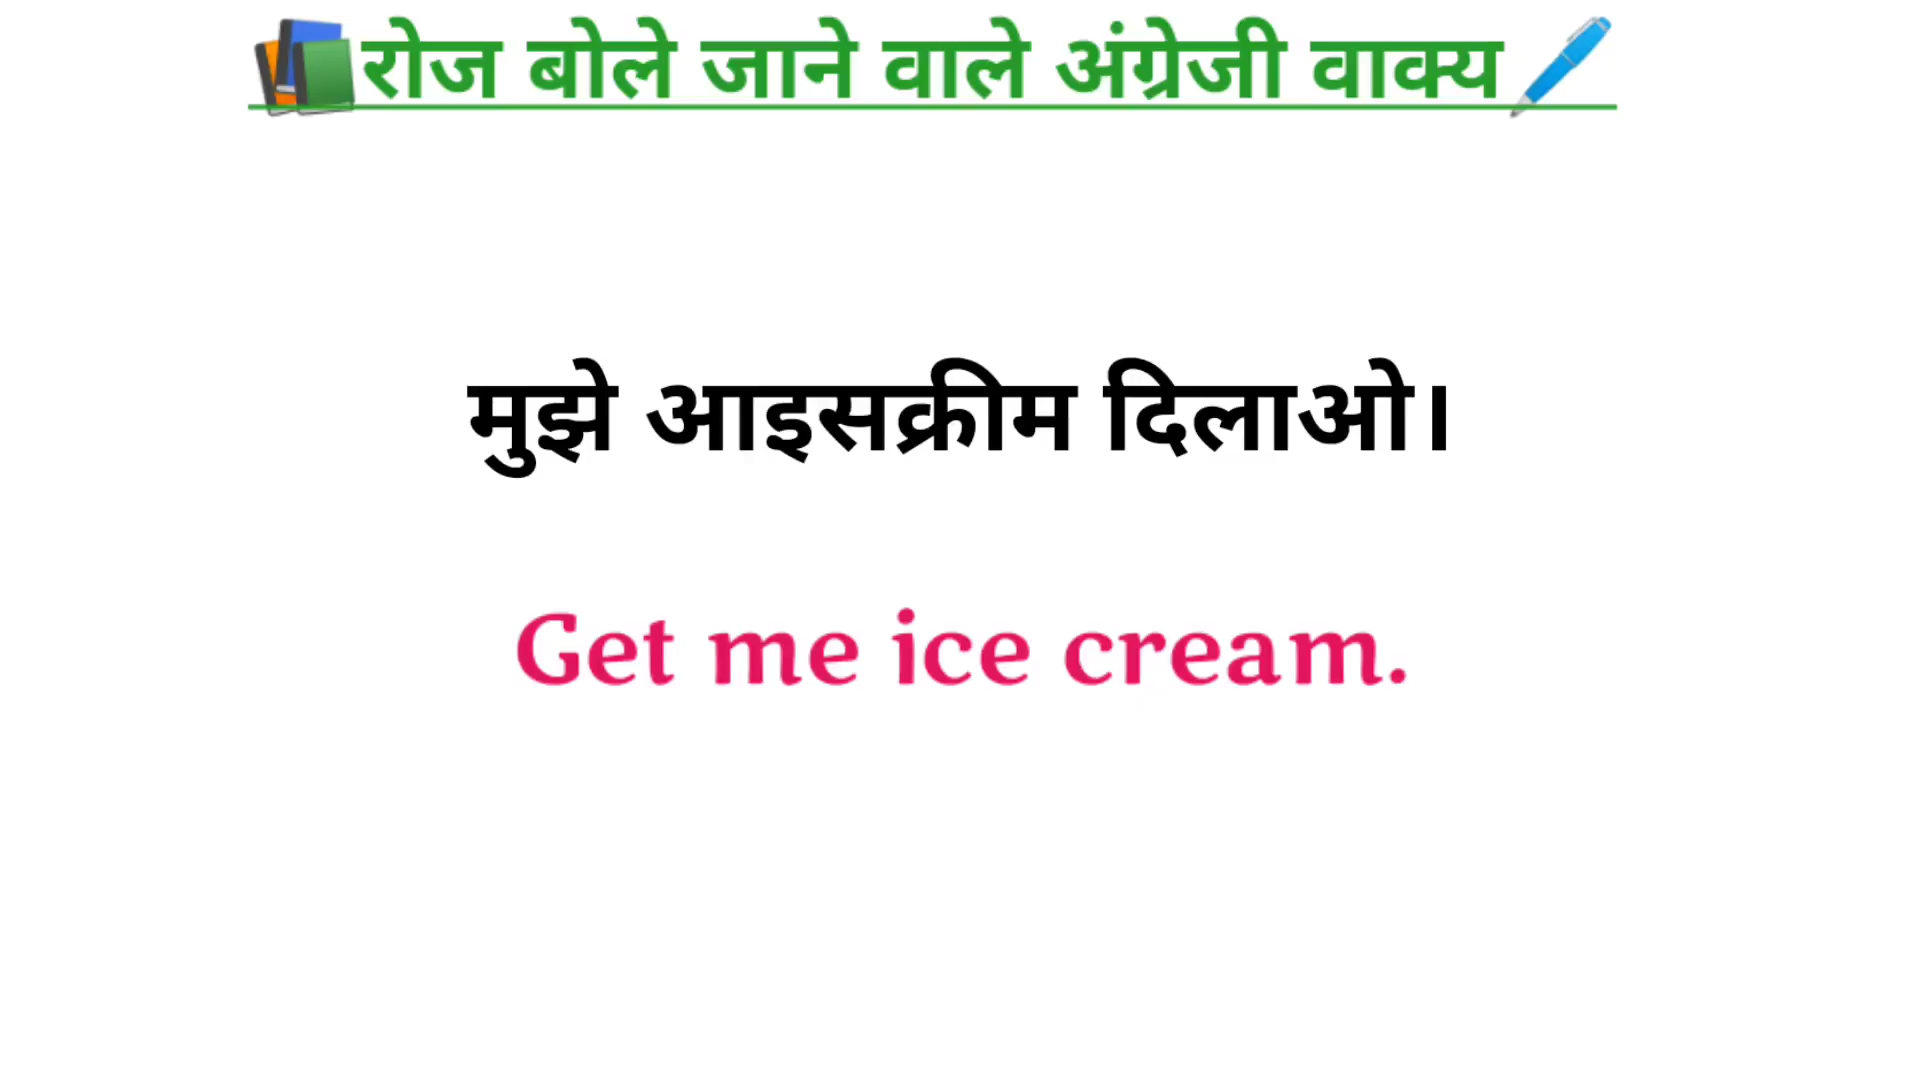 रोज बोले जाने वाले अंग्रेजी वाक्य
मुझे आइसक्रीम दिलाओ।
Get me ice cream.